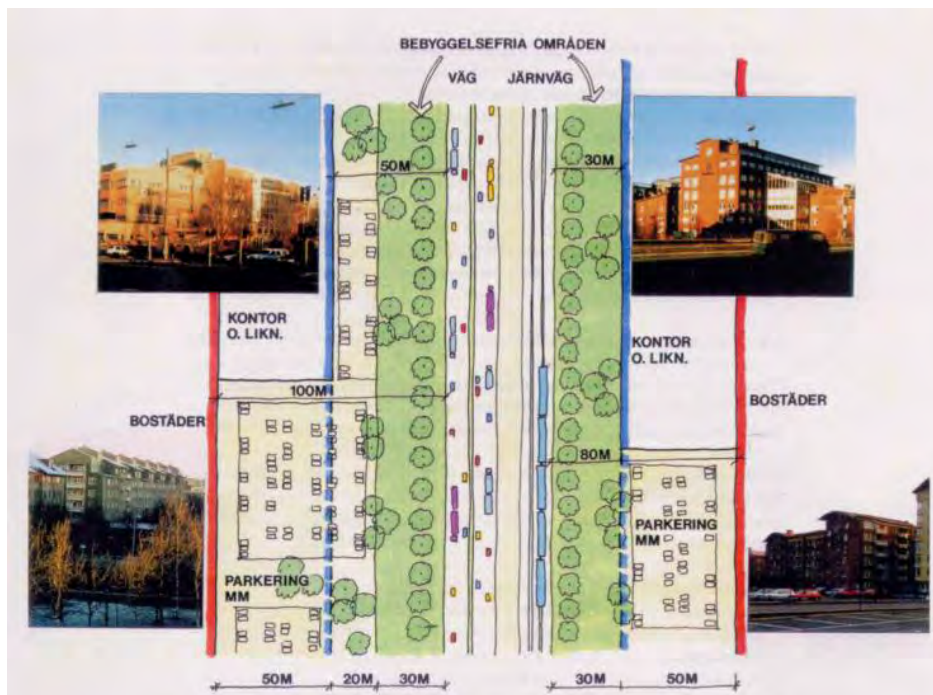 BEBYGGELSEFRIA OMRÅDEN
VÄG
JÄRNVÄG
50M
30M
KONTOR
O. LIKN.
KONTOR
O. LIKN.
100M
BOSTÄDER
BOSTÄDER
80M
PARKERING
MM
PARKERING
MM
50M
20M
30M
30M
50M